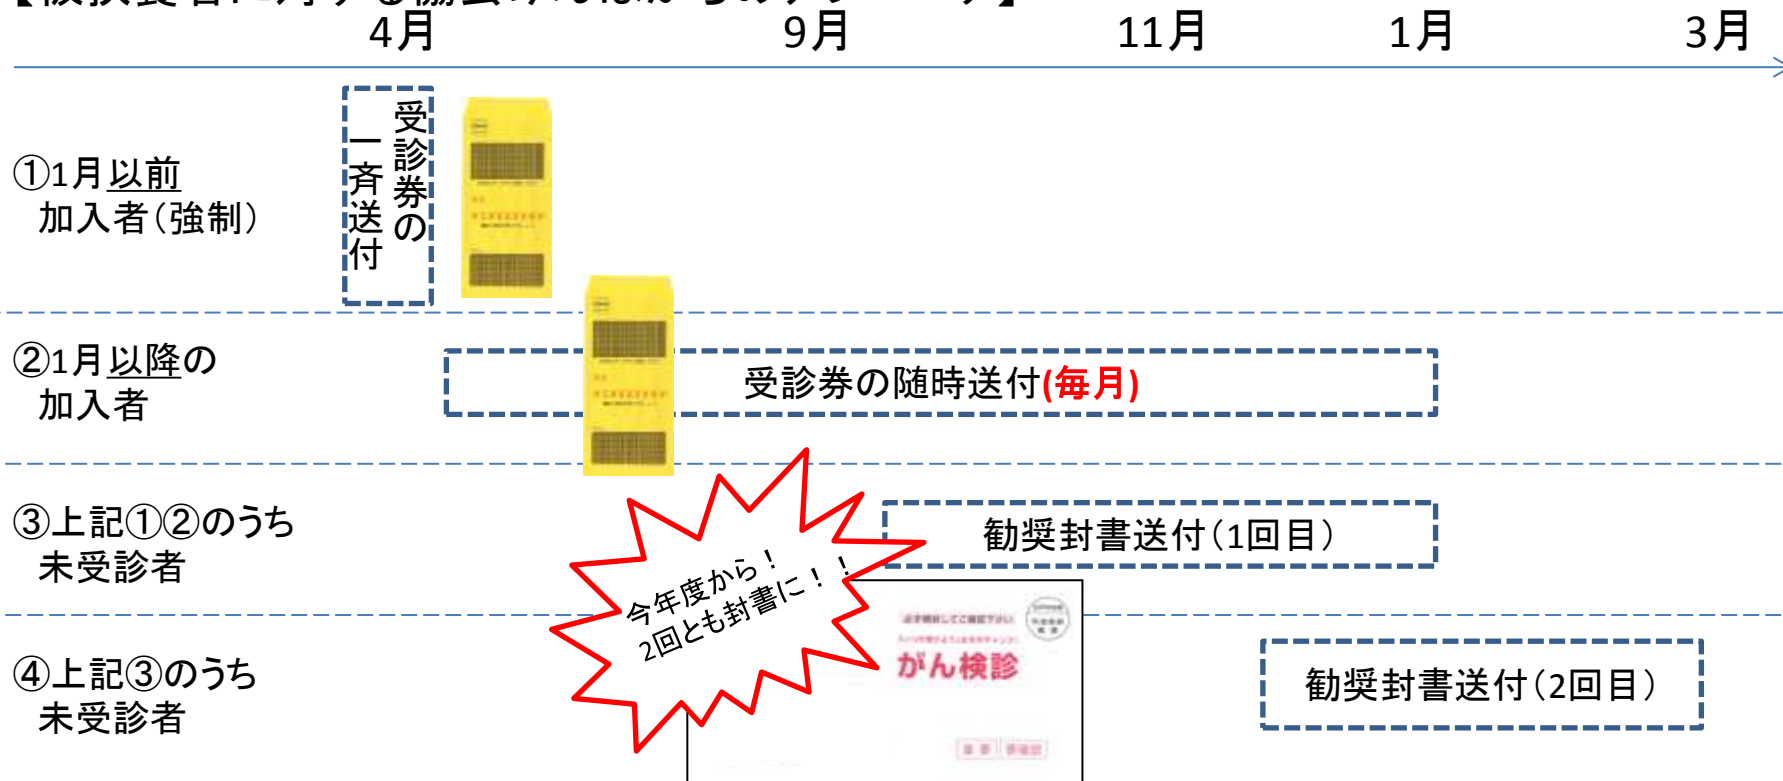 4月 9月 11月 1月 3月
受診券の
一斉送付
①1月以前
加入者（強制）
②1月以降の
加入者
受診券の随時送付(毎月)
③上記①②のうち
未受診者
勧奨封書送付（1回目）
今年度から！
2回とも封書に！！
がん検診
④上記③のうち
未受診者
勧奨封書送付（2回目）